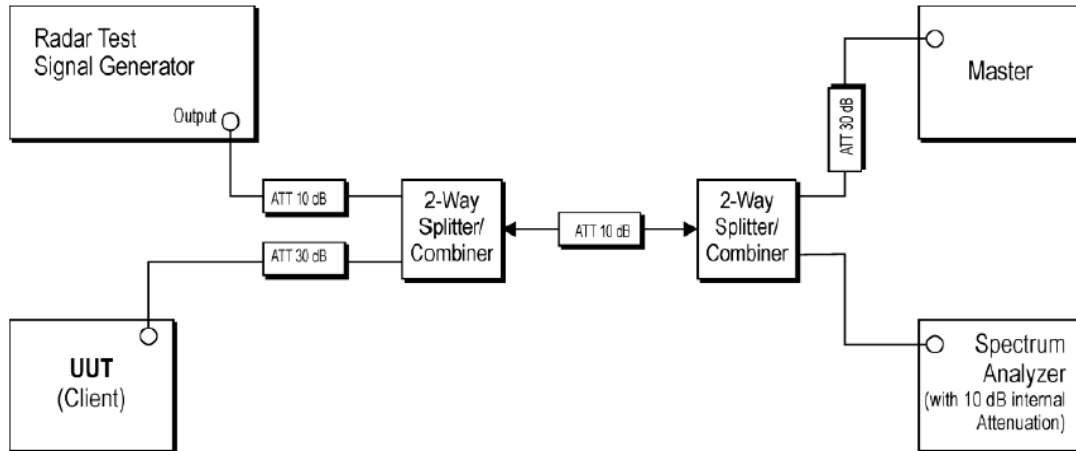 Radar Test
Signal Generator
Output
ATT 10 dB
2-Way
Splitter/
Combiner
ATT 30 dB
UUT
(Client)
ATT 10 dB
2-Way
Splitter/
Combiner
ATT 30 dB
Master
Spectrum
Analyzer
(with 10 dB internal
Attenuation)